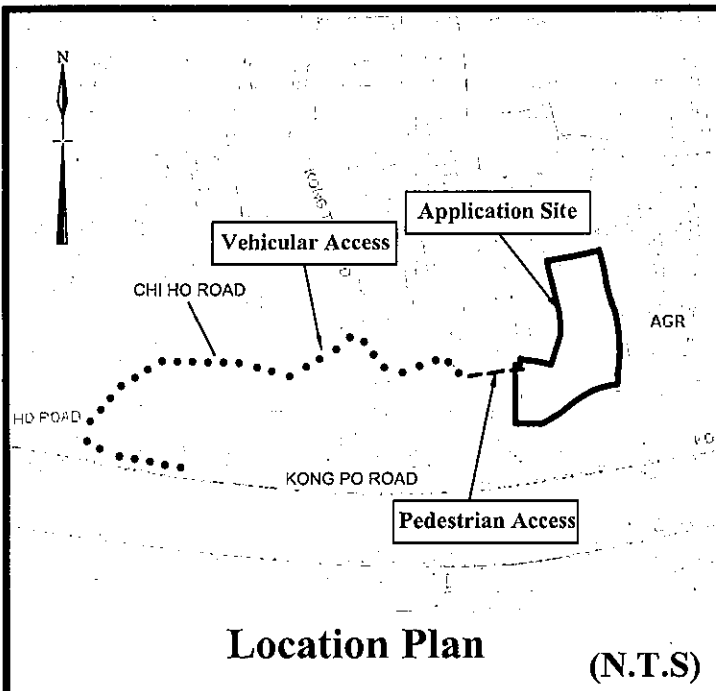 N
Application Site
Vehicular Access
CHI HO ROAD
AGR
HO ROAD
KONG PO ROAD
Pedestrian Access
Location Plan
(N.T.S)